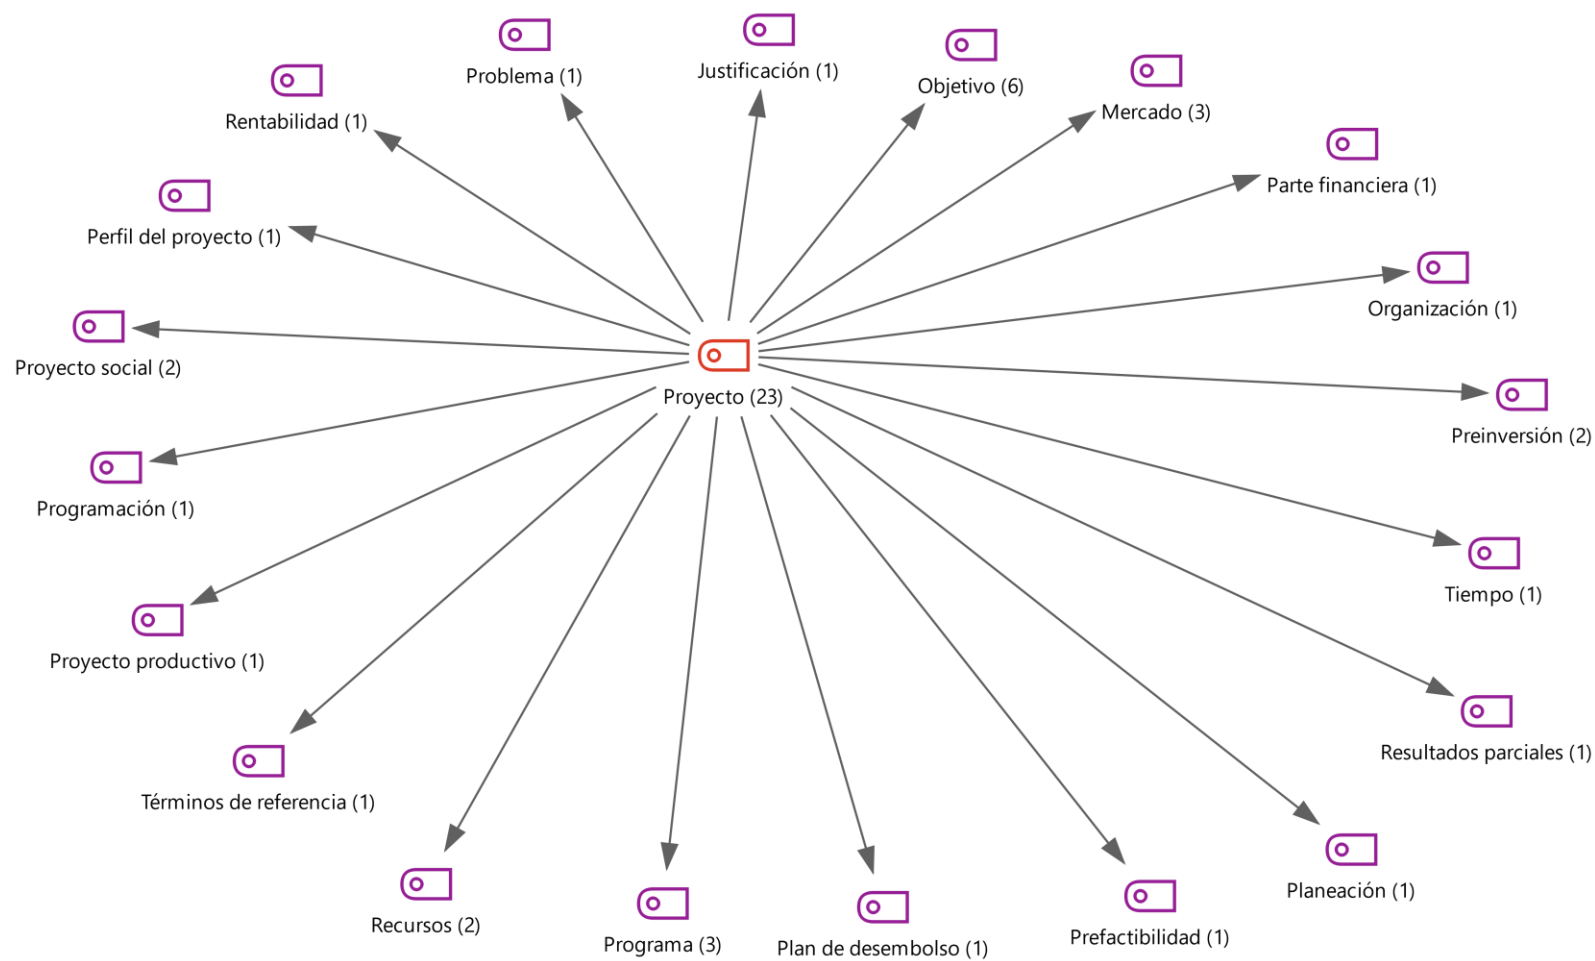 Justificación (1)
Problema (1)
Objetivo (6)
Mercado (3)
Rentabilidad (1)
Parte financiera (1)
Perfil del proyecto (1)
Organización (1)
Proyecto social (2)
Proyecto (23)
Preinversión (2)
Programación (1)
Tiempo (1)
Proyecto productivo (1)
Resultados parciales (1)
Términos de referencia (1)
Planeación (1)
Recursos (2)
Prefactibilidad (1)
Programa (3)
Plan de desembolso (1)